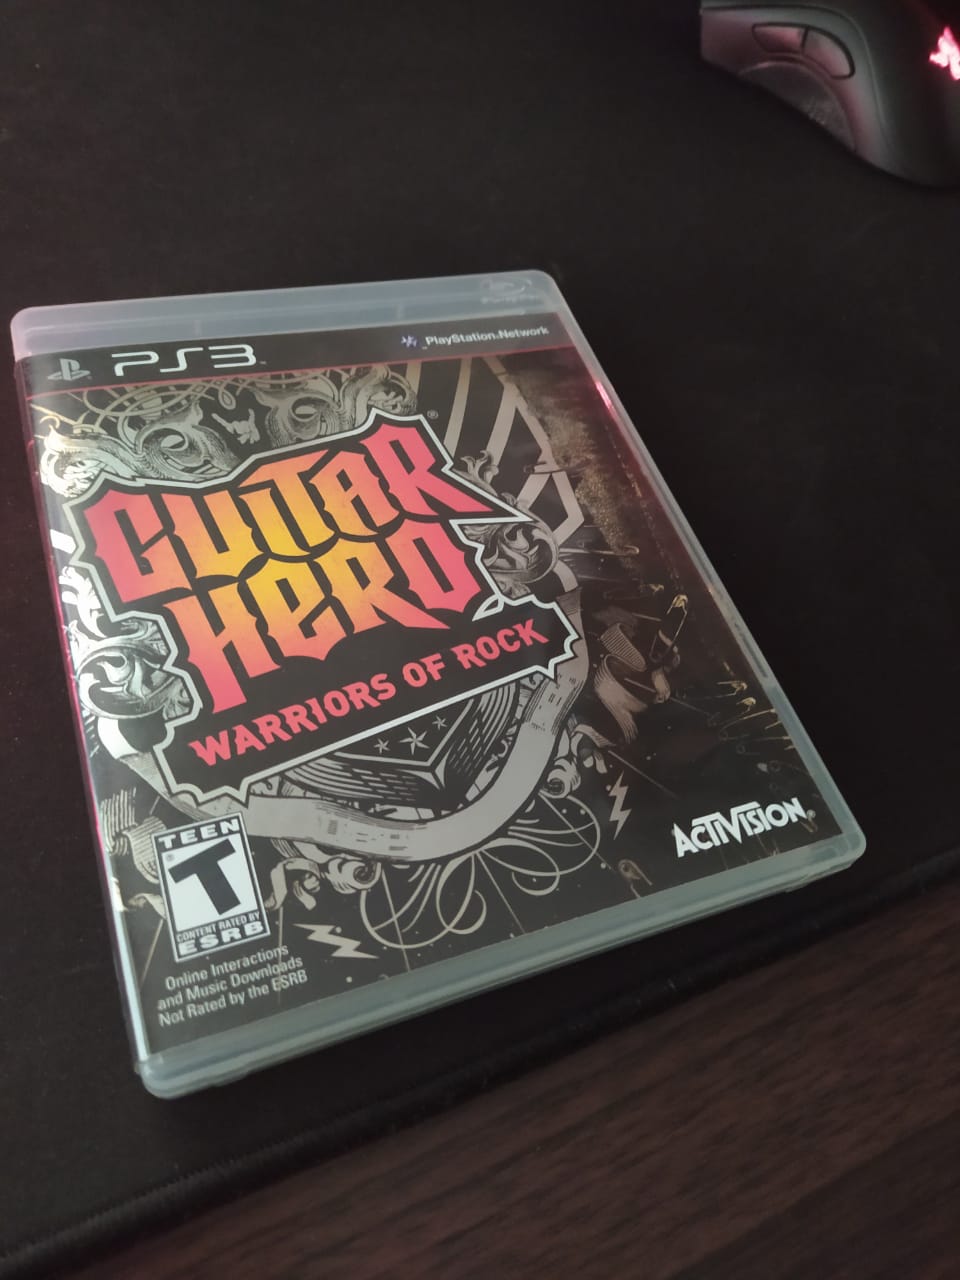 PS3
PlayStation Network
GUITAR
HERO
®
WARRIORS OF ROCK
TEEN
T
CONTENT RATED BY
ESRB
ACTIVISION
Online Interactions
and Music Downloads
Not Rated by the ESRB